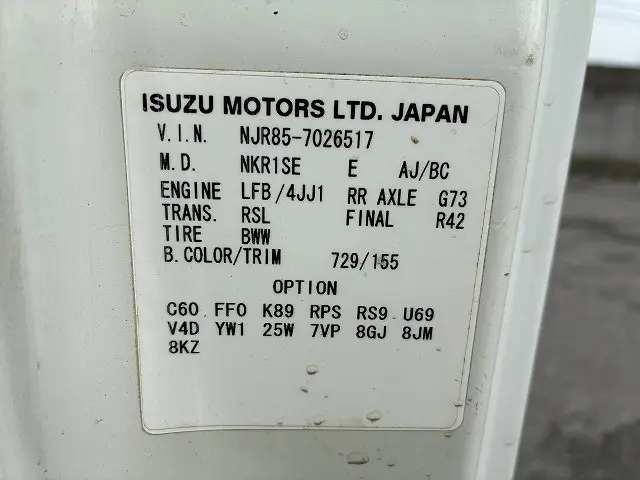 ISUZU MOTORS LTD. JAPAN
V.I.N. NJR85-7026517
M.D. NKR1SE E AJ/BC
ENGINE LFB/4JJ1 RR AXLE G73
TRANS. RSL FINAL R42
TIRE BWW
B.COLOR/TRIM 729/155
OPTION
C60 FF0 K89 RPS RS9 U69
V4D YW1 25W 7VP 8GJ 8JM
8KZ